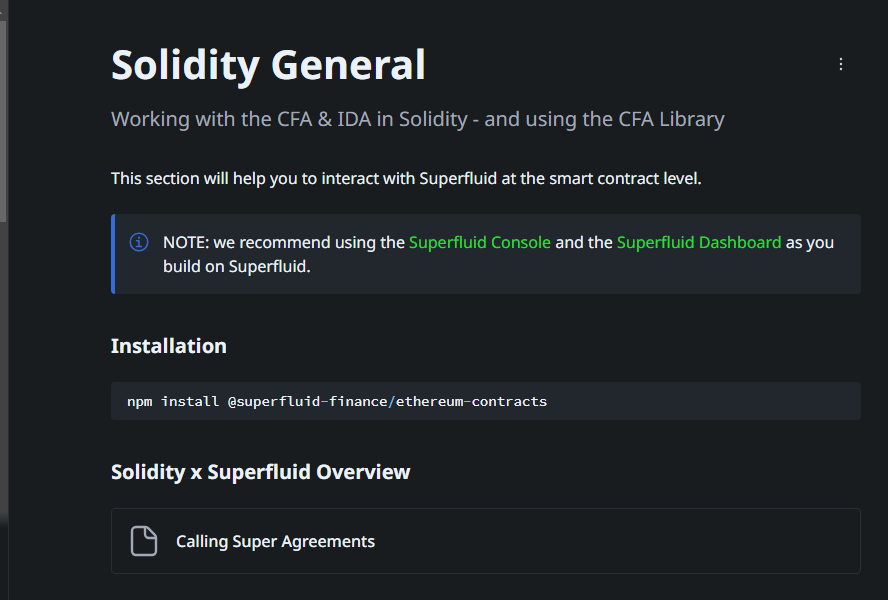 Solidity General
Working with the CFA & IDA in Solidity - and using the CFA Library
This section will help you to interact with Superfluid at the smart contract level.
NOTE: we recommend using the Superfluid Console and the Superfluid Dashboard as you
build on Superfluid.
Installation
npm install @superfluid-finance/ethereum-contracts
Solidity x Superfluid Overview
Calling Super Agreements